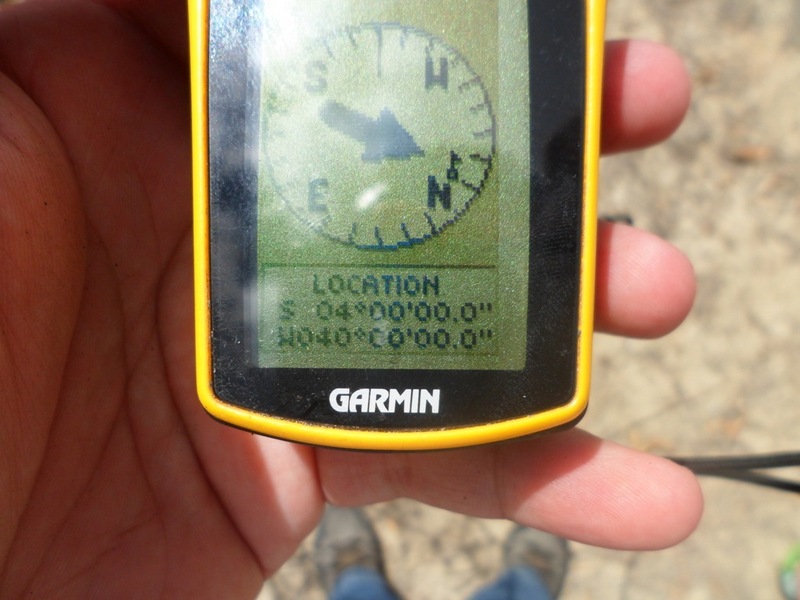 S W
E N
LOCATION
S 04°00'00.0"
W040°00'00.0"
GARMIN